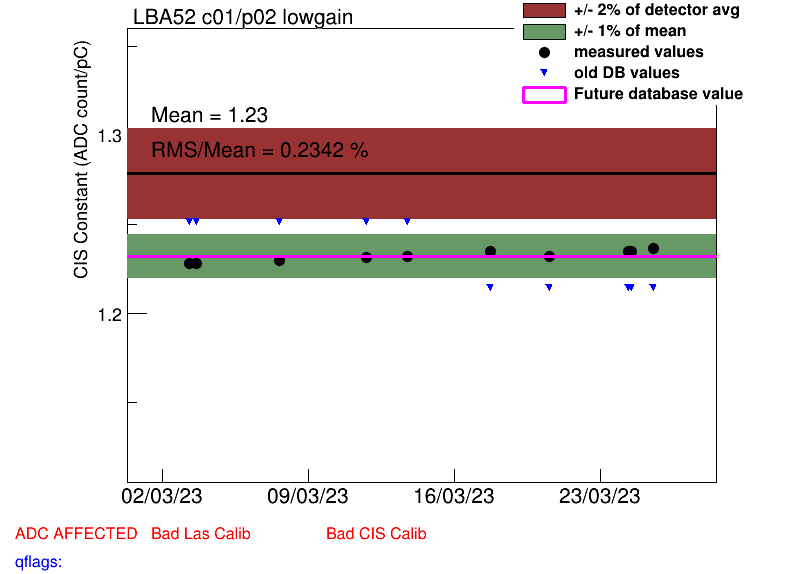 LBA52 c01/p02 lowgain
+/- 2% of detector avg
+/- 1% of mean
measured values
old DB values
Future database value
CIS Constant (ADC count/pC)
Mean = 1.23
1.3
RMS/Mean = 0.2342 %
1.2
02/03/23 09/03/23 16/03/23 23/03/23
ADC AFFECTED Bad Las Calib Bad CIS Calib
qflags: